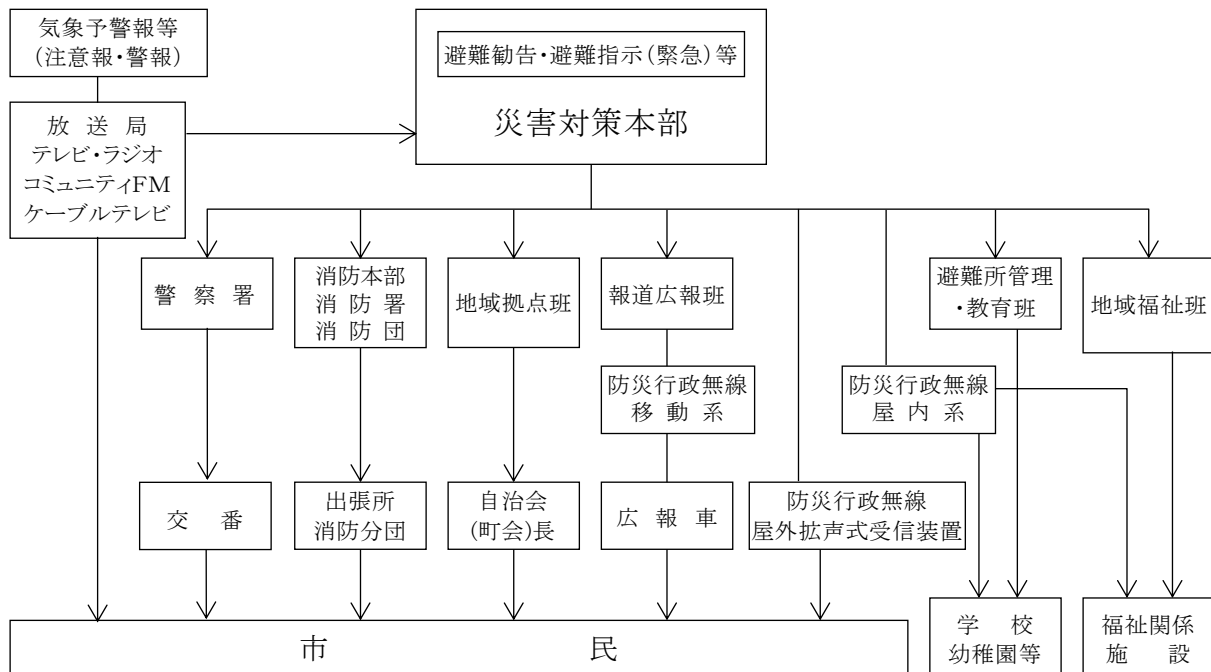 気象予警報等
(注意報・警報)
避難勧告・避難指示(緊急)等
災害対策本部
放送局
テレビ・ラジオ
コミュニティFM
ケーブルテレビ
警察署
消防本部
消防署
消防団
地域拠点班
報道広報班
避難所管理
・教育班
地域福祉班
防災行政無線
移動系
防災行政無線
屋内系
交番
出張所
消防分団
自治会
(町会)長
広報車
防災行政無線
屋外拡声式受信装置
市民
学校
幼稚園等
福祉関係
施設